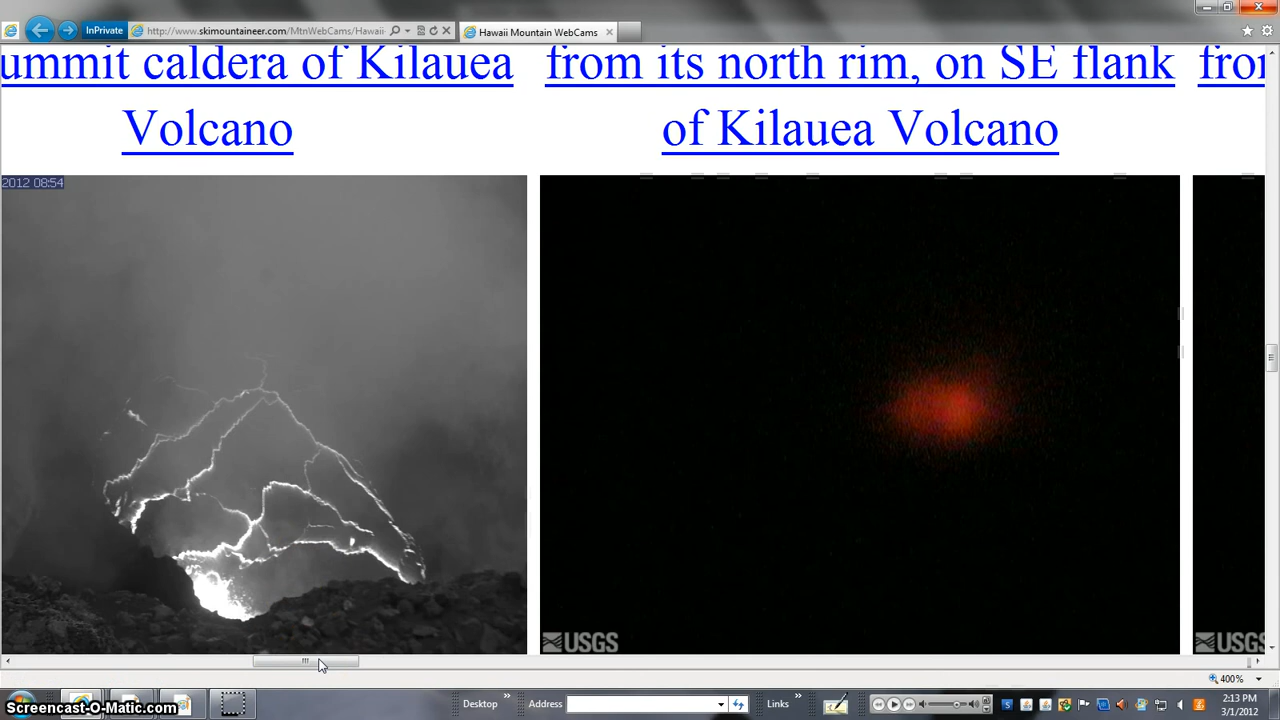 InPrivate
http://www.skimountaineer.com/MtnWebCams/Hawaii
Hawaii Mountain WebCams
ummit caldera of Kilauea
Volcano
from its north rim, on SE flank
of Kilauea Volcano
2012 08:54
USGS
USGS
400%
Desktop
Address
Links
2:13 PM
3/1/2012
Screencast-O-Matic.com